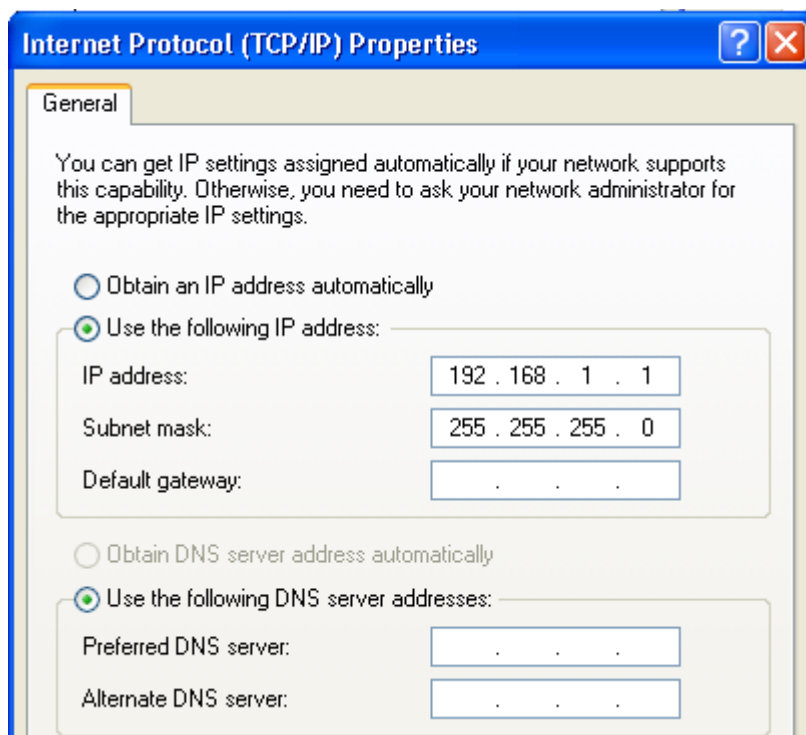 Internet Protocol (TCP/IP) Properties
General
You can get IP settings assigned automatically if your network supports
this capability. Otherwise, you need to ask your network administrator for
the appropriate IP settings.
Obtain an IP address automatically
Use the following IP address:
IP address: 192 . 168 . 1 . 1
Subnet mask: 255 . 255 . 255 . 0
Default gateway: . . .
Obtain DNS server address automatically
Use the following DNS server addresses:
Preferred DNS server: . . .
Alternate DNS server: . . .